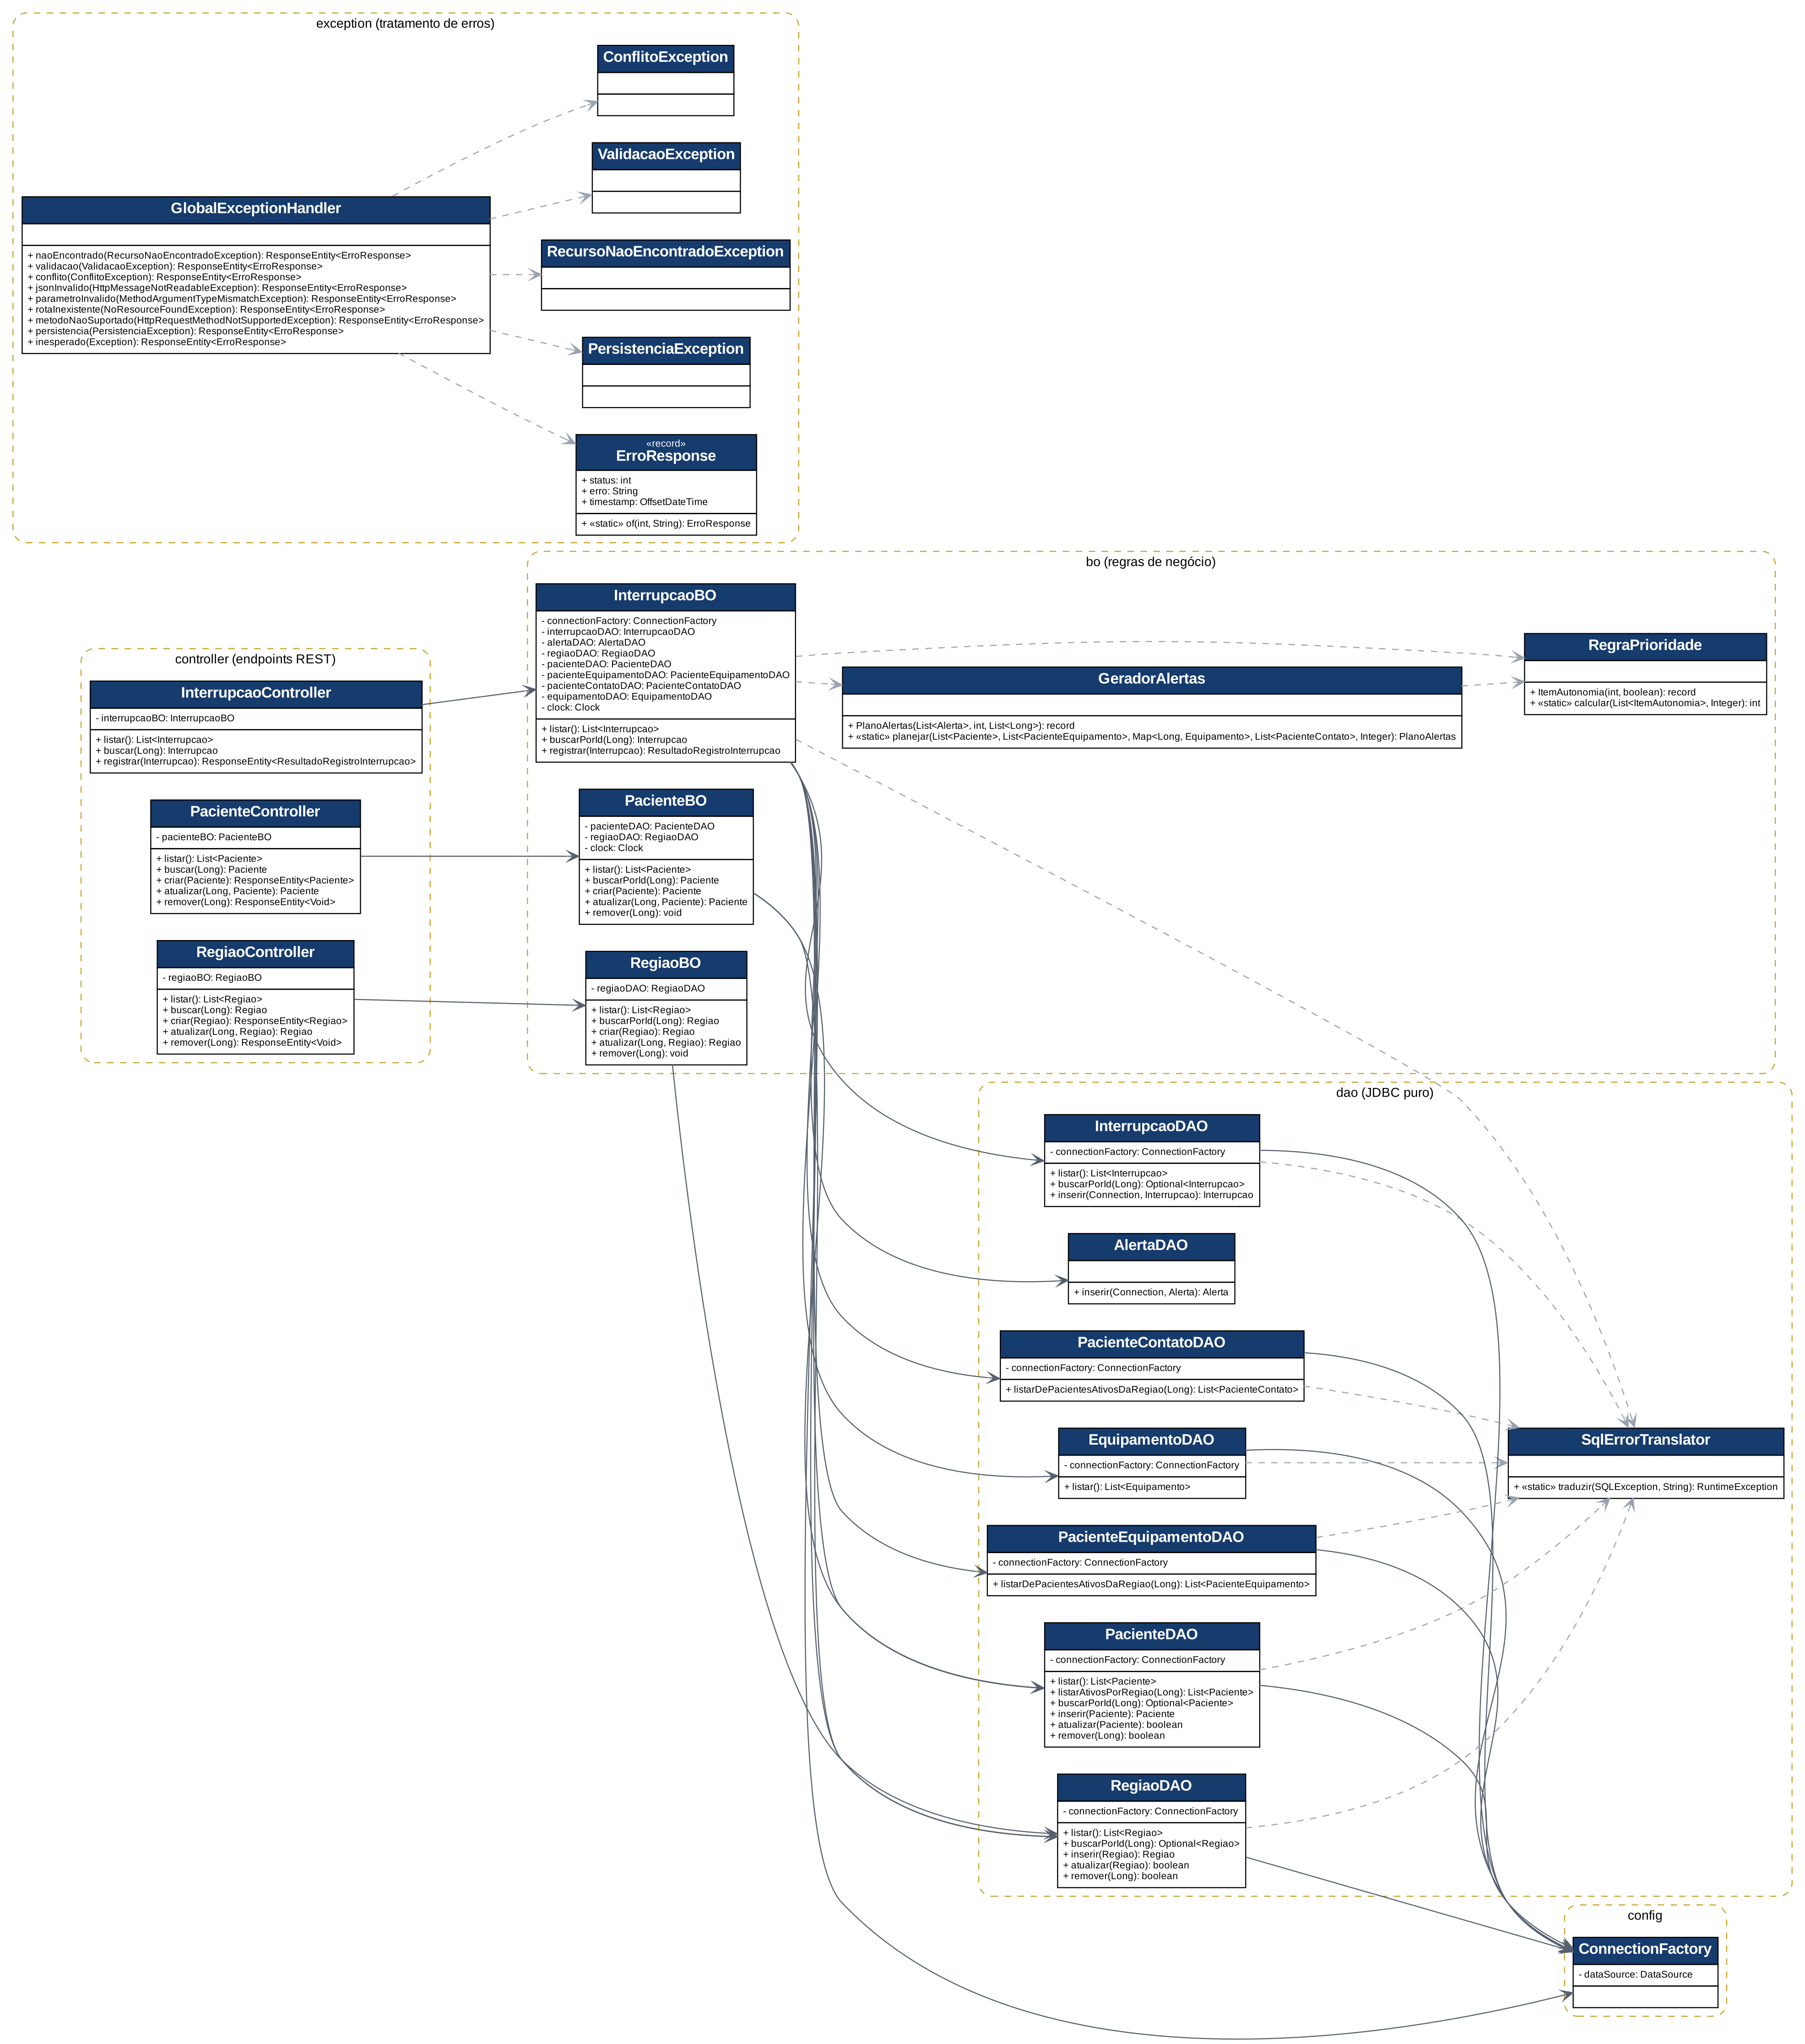 exception (tratamento de erros)
ConflitoException
ValidacaoException
GlobalExceptionHandler
+ naoEncontrado(RecursoNaoEncontradoException): ResponseEntity<ErroResponse>
+ validacao(ValidacaoException): ResponseEntity<ErroResponse>
+ conflito(ConflitoException): ResponseEntity<ErroResponse>
+ jsonInvalido(HttpMessageNotReadableException): ResponseEntity<ErroResponse>
+ parametroInvalido(MethodArgumentTypeMismatchException): ResponseEntity<ErroResponse>
+ rotaInexistente(NoResourceFoundException): ResponseEntity<ErroResponse>
+ metodoNaoSuportado(HttpRequestMethodNotSupportedException): ResponseEntity<ErroResponse>
+ persistencia(PersistenciaException): ResponseEntity<ErroResponse>
+ inesperado(Exception): ResponseEntity<ErroResponse>
RecursoNaoEncontradoException
PersistenciaException
«record»
ErroResponse
+ status: int
+ erro: String
+ timestamp: OffsetDateTime
+ «static» of(int, String): ErroResponse
controller (endpoints REST)
InterrupcaoController
- interrupcaoBO: InterrupcaoBO
+ listar(): List<Interrupcao>
+ buscar(Long): Interrupcao
+ registrar(Interrupcao): ResponseEntity<ResultadoRegistroInterrupcao>
PacienteController
- pacienteBO: PacienteBO
+ listar(): List<Paciente>
+ buscar(Long): Paciente
+ criar(Paciente): ResponseEntity<Paciente>
+ atualizar(Long, Paciente): Paciente
+ remover(Long): ResponseEntity<Void>
RegiaoController
- regiaoBO: RegiaoBO
+ listar(): List<Regiao>
+ buscar(Long): Regiao
+ criar(Regiao): ResponseEntity<Regiao>
+ atualizar(Long, Regiao): Regiao
+ remover(Long): ResponseEntity<Void>
bo (regras de negócio)
InterrupcaoBO
- connectionFactory: ConnectionFactory
- interrupcaoDAO: InterrupcaoDAO
- alertaDAO: AlertaDAO
- regiaoDAO: RegiaoDAO
- pacienteDAO: PacienteDAO
- pacienteEquipamentoDAO: PacienteEquipamentoDAO
- pacienteContatoDAO: PacienteContatoDAO
- equipamentoDAO: EquipamentoDAO
- clock: Clock
+ listar(): List<Interrupcao>
+ buscarPorId(Long): Interrupcao
+ registrar(Interrupcao): ResultadoRegistroInterrupcao
GeradorAlertas
+ PlanoAlertas(List<Alerta>, int, List<Long>): record
+ «static» planejar(List<Paciente>, List<PacienteEquipamento>, Map<Long, Equipamento>, List<PacienteContato>, Integer): PlanoAlertas
RegraPrioridade
+ ItemAutonomia(int, boolean): record
+ «static» calcular(List<ItemAutonomia>, Integer): int
PacienteBO
- pacienteDAO: PacienteDAO
- regiaoDAO: RegiaoDAO
- clock: Clock
+ listar(): List<Paciente>
+ buscarPorId(Long): Paciente
+ criar(Paciente): Paciente
+ atualizar(Long, Paciente): Paciente
+ remover(Long): void
RegiaoBO
- regiaoDAO: RegiaoDAO
+ listar(): List<Regiao>
+ buscarPorId(Long): Regiao
+ criar(Regiao): Regiao
+ atualizar(Long, Regiao): Regiao
+ remover(Long): void
dao (JDBC puro)
InterrupcaoDAO
- connectionFactory: ConnectionFactory
+ listar(): List<Interrupcao>
+ buscarPorId(Long): Optional<Interrupcao>
+ inserir(Connection, Interrupcao): Interrupcao
AlertaDAO
+ inserir(Connection, Alerta): Alerta
PacienteContatoDAO
- connectionFactory: ConnectionFactory
+ listarDePacientesAtivosDaRegiao(Long): List<PacienteContato>
EquipamentoDAO
- connectionFactory: ConnectionFactory
+ listar(): List<Equipamento>
SqlErrorTranslator
+ «static» traduzir(SQLException, String): RuntimeException
PacienteEquipamentoDAO
- connectionFactory: ConnectionFactory
+ listarDePacientesAtivosDaRegiao(Long): List<PacienteEquipamento>
PacienteDAO
- connectionFactory: ConnectionFactory
+ listar(): List<Paciente>
+ listarAtivosPorRegiao(Long): List<Paciente>
+ buscarPorId(Long): Optional<Paciente>
+ inserir(Paciente): Paciente
+ atualizar(Paciente): boolean
+ remover(Long): boolean
RegiaoDAO
- connectionFactory: ConnectionFactory
+ listar(): List<Regiao>
+ buscarPorId(Long): Optional<Regiao>
+ inserir(Regiao): Regiao
+ atualizar(Regiao): boolean
+ remover(Long): boolean
config
ConnectionFactory
- dataSource: DataSource